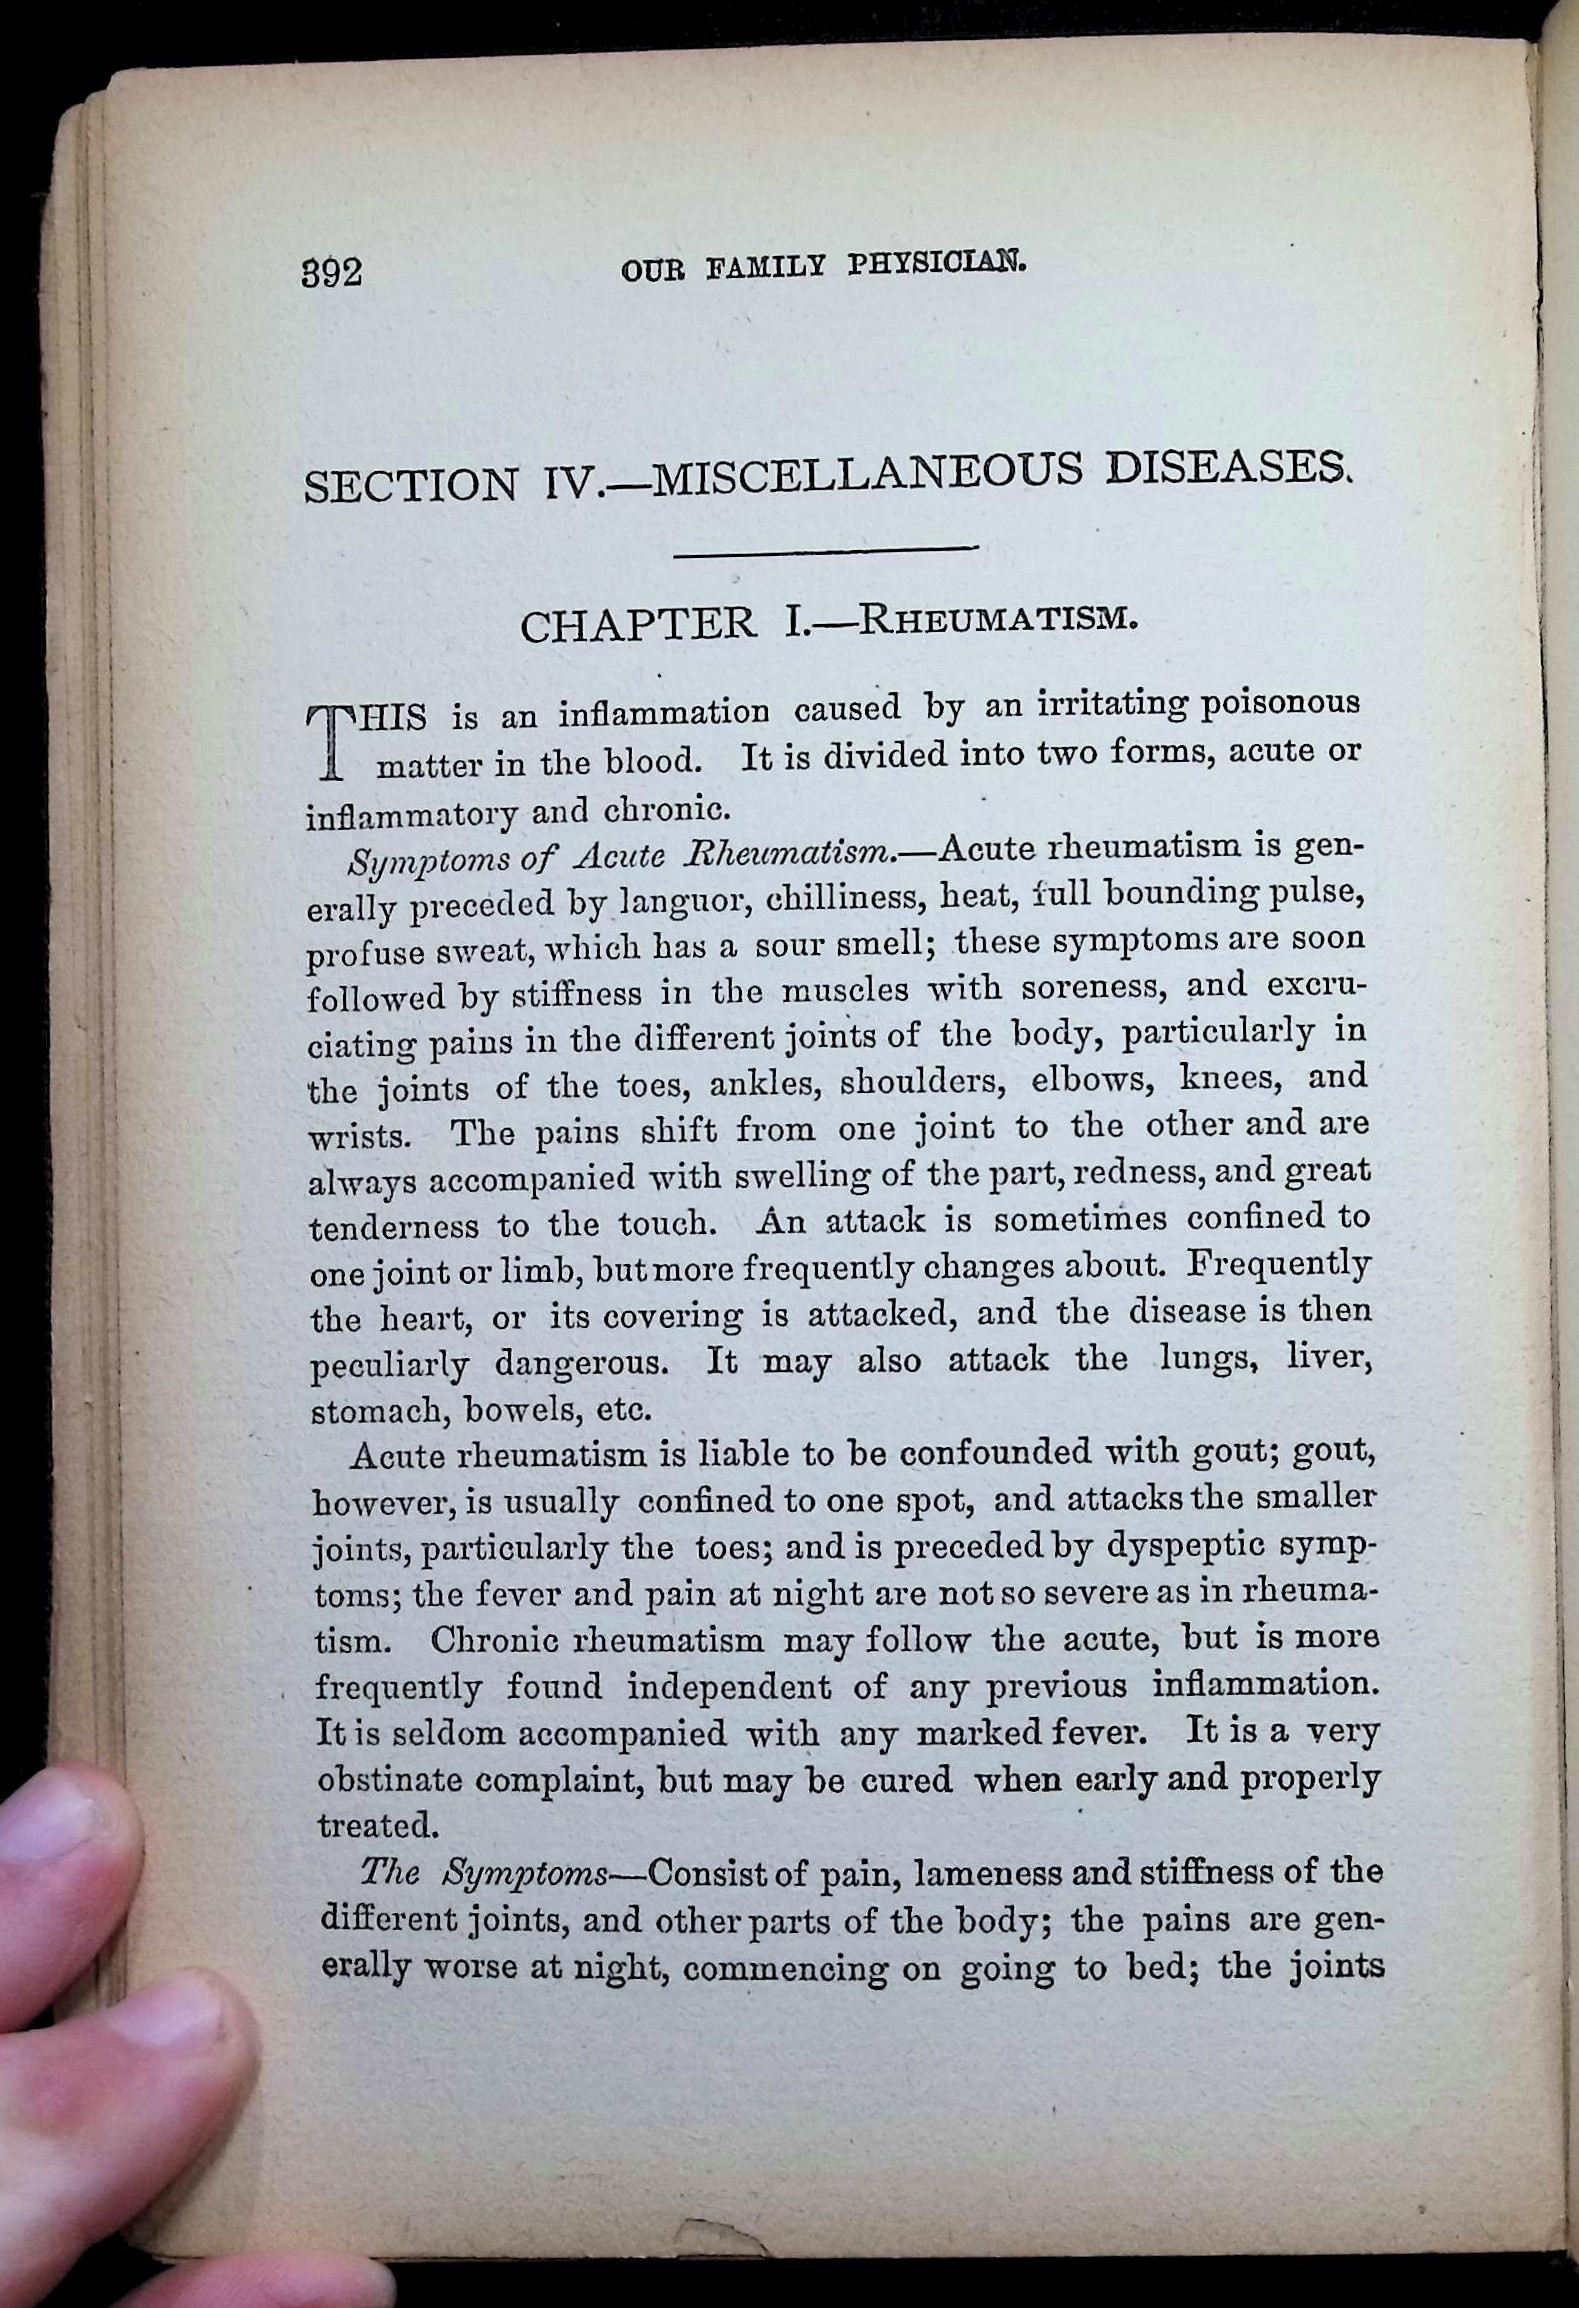 392 OUR FAMILY PHYSICIAN.
SECTION IV.—MISCELLANEOUS DISEASES.
CHAPTER I.—RHEUMATISM.
THIS is an inflammation caused by an irritating poisonous
matter in the blood. It is divided into two forms, acute or
inflammatory and chronic.
Symptoms of Acute Rheumatism.—Acute rheumatism is gen-
erally preceded by languor, chilliness, heat, full bounding pulse,
profuse sweat, which has a sour smell; these symptoms are soon
followed by stiffness in the muscles with soreness, and excru-
ciating pains in the different joints of the body, particularly in
the joints of the toes, ankles, shoulders, elbows, knees, and
wrists. The pains shift from one joint to the other and are
always accompanied with swelling of the part, redness, and great
tenderness to the touch. An attack is sometimes confined to
one joint or limb, but more frequently changes about. Frequently
the heart, or its covering is attacked, and the disease is then
peculiarly dangerous. It may also attack the lungs, liver,
stomach, bowels, etc.
Acute rheumatism is liable to be confounded with gout; gout,
however, is usually confined to one spot, and attacks the smaller
joints, particularly the toes; and is preceded by dyspeptic symp-
toms; the fever and pain at night are not so severe as in rheuma-
tism. Chronic rheumatism may follow the acute, but is more
frequently found independent of any previous inflammation.
It is seldom accompanied with any marked fever. It is a very
obstinate complaint, but may be cured when early and properly
treated.
The Symptoms—Consist of pain, lameness and stiffness of the
different joints, and other parts of the body; the pains are gen-
erally worse at night, commencing on going to bed; the joints